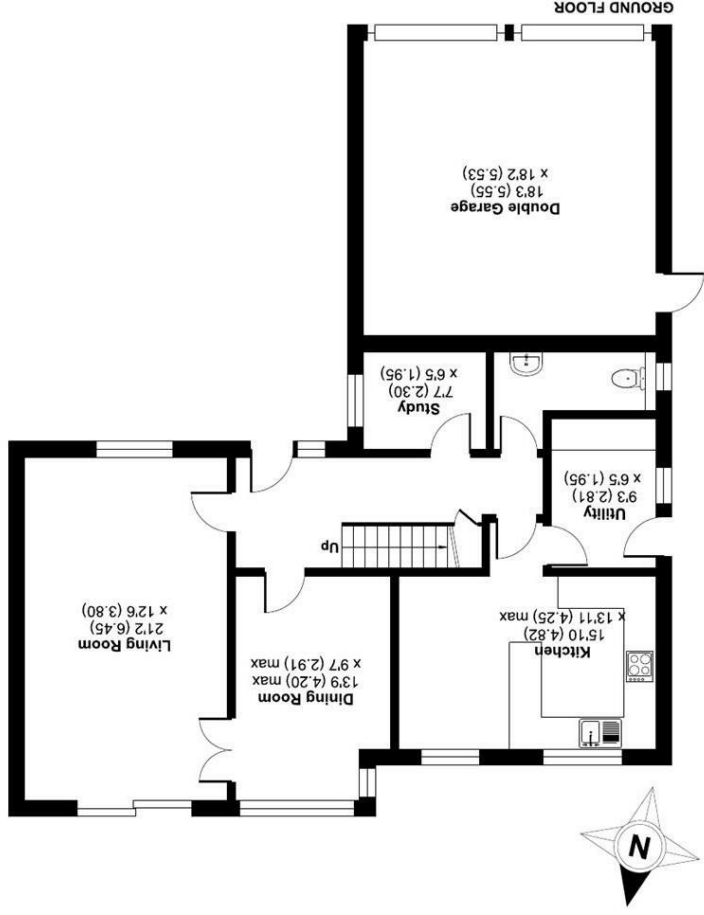 N
Kitchen
15'10 (4.82)
x 13'11 (4.25) max
Dining Room
13'9 (4.20) max
x 9'7 (2.91) max
Living Room
21'2 (6.45)
x 12'6 (3.80)
Up
Utility
9'3 (2.81)
x 6'5 (1.95)
Study
7'7 (2.30)
x 6'5 (1.95)
Double Garage
18'3 (5.55)
x 18'2 (5.53)
GROUND FLOOR